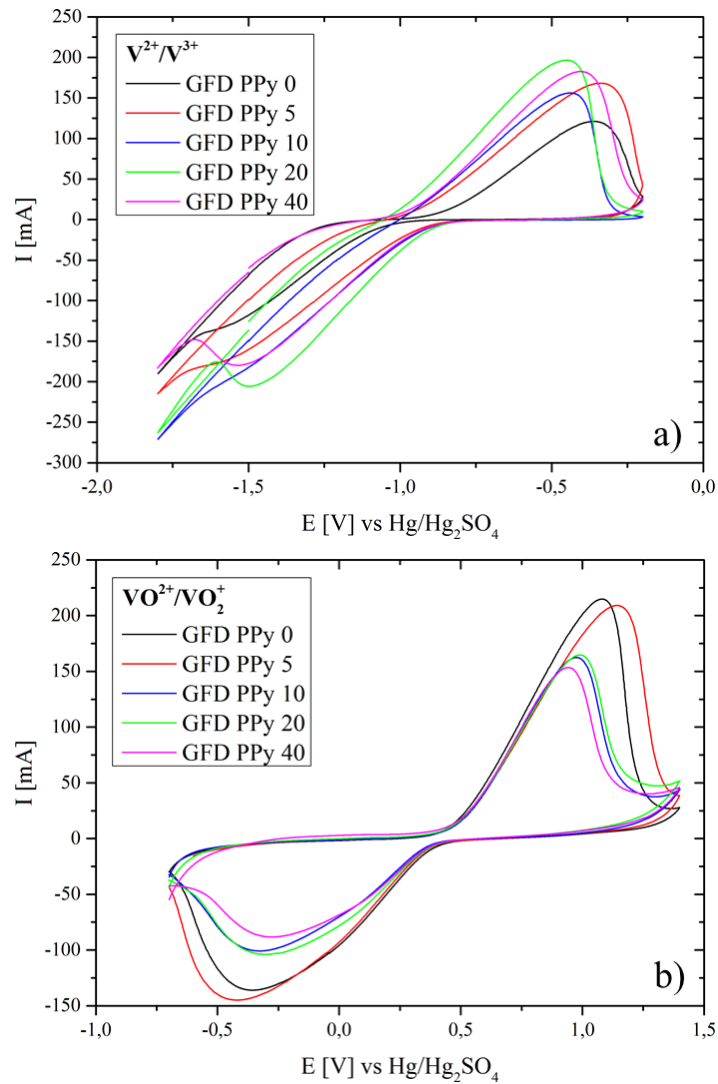 250
200
150
100
50
0
-50
-100
-150
-200
-250
-300
I [mA]
V²⁺/V³⁺
GFD PPy 0
GFD PPy 5
GFD PPy 10
GFD PPy 20
GFD PPy 40
a)
-2,0 -1,5 -1,0 -0,5 0,0
E [V] vs Hg/Hg₂SO₄
250
200
150
100
50
0
-50
-100
-150
I [mA]
VO²⁺/VO₂⁺
GFD PPy 0
GFD PPy 5
GFD PPy 10
GFD PPy 20
GFD PPy 40
b)
-1,0 -0,5 0,0 0,5 1,0 1,5
E [V] vs Hg/Hg₂SO₄